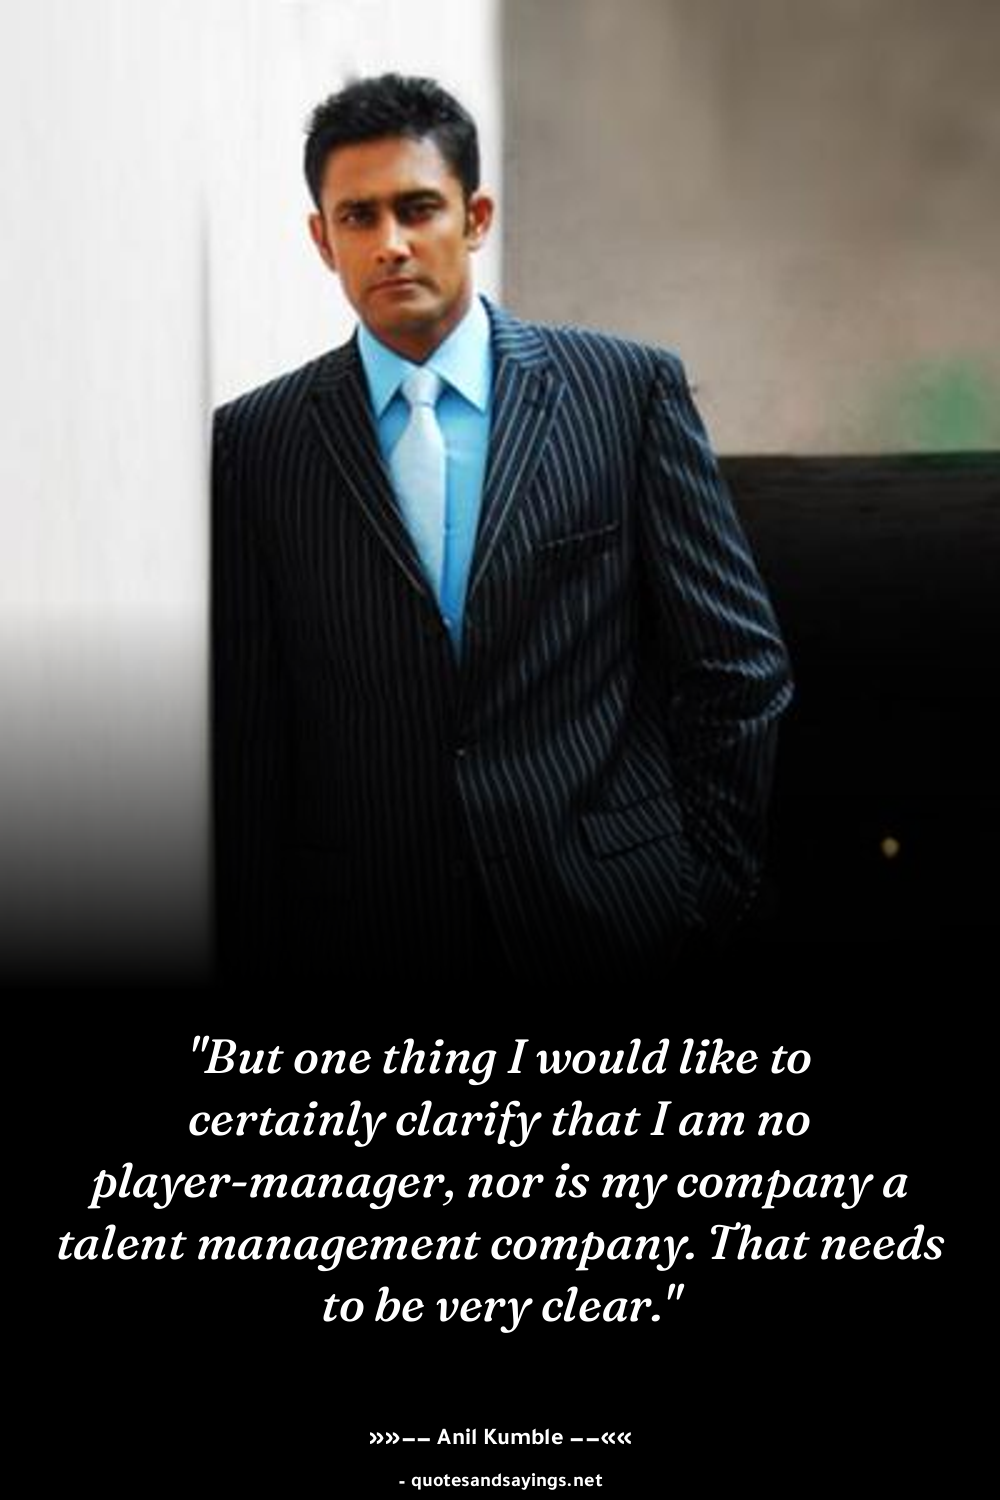 "But one thing I would like to
certainly clarify that I am no
player-manager, nor is my company a
talent management company. That needs
to be very clear."
»»−− Anil Kumble −−««
- quotesandsayings.net